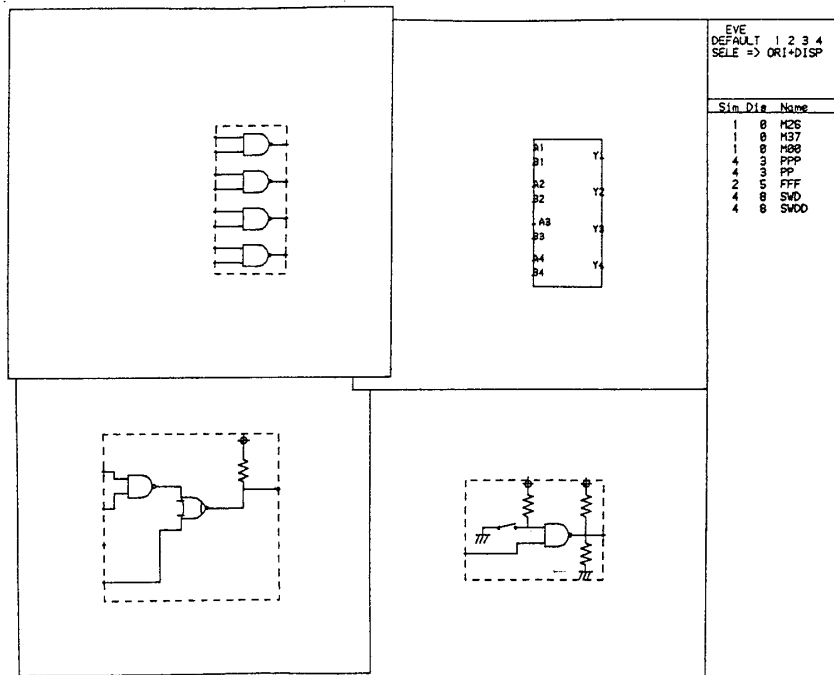 EVE
DEFAULT 1 2 3 4
SELE => ORI+DISP
Sim Dis Name
1 0 M26
1 0 M37
1 0 M00
4 3 PPP
4 3 PP
2 5 FFF
4 8 SWD
4 8 SWDD
A1
Y1
B1
A2
Y2
B2
A3
Y3
B3
A4
Y4
B4